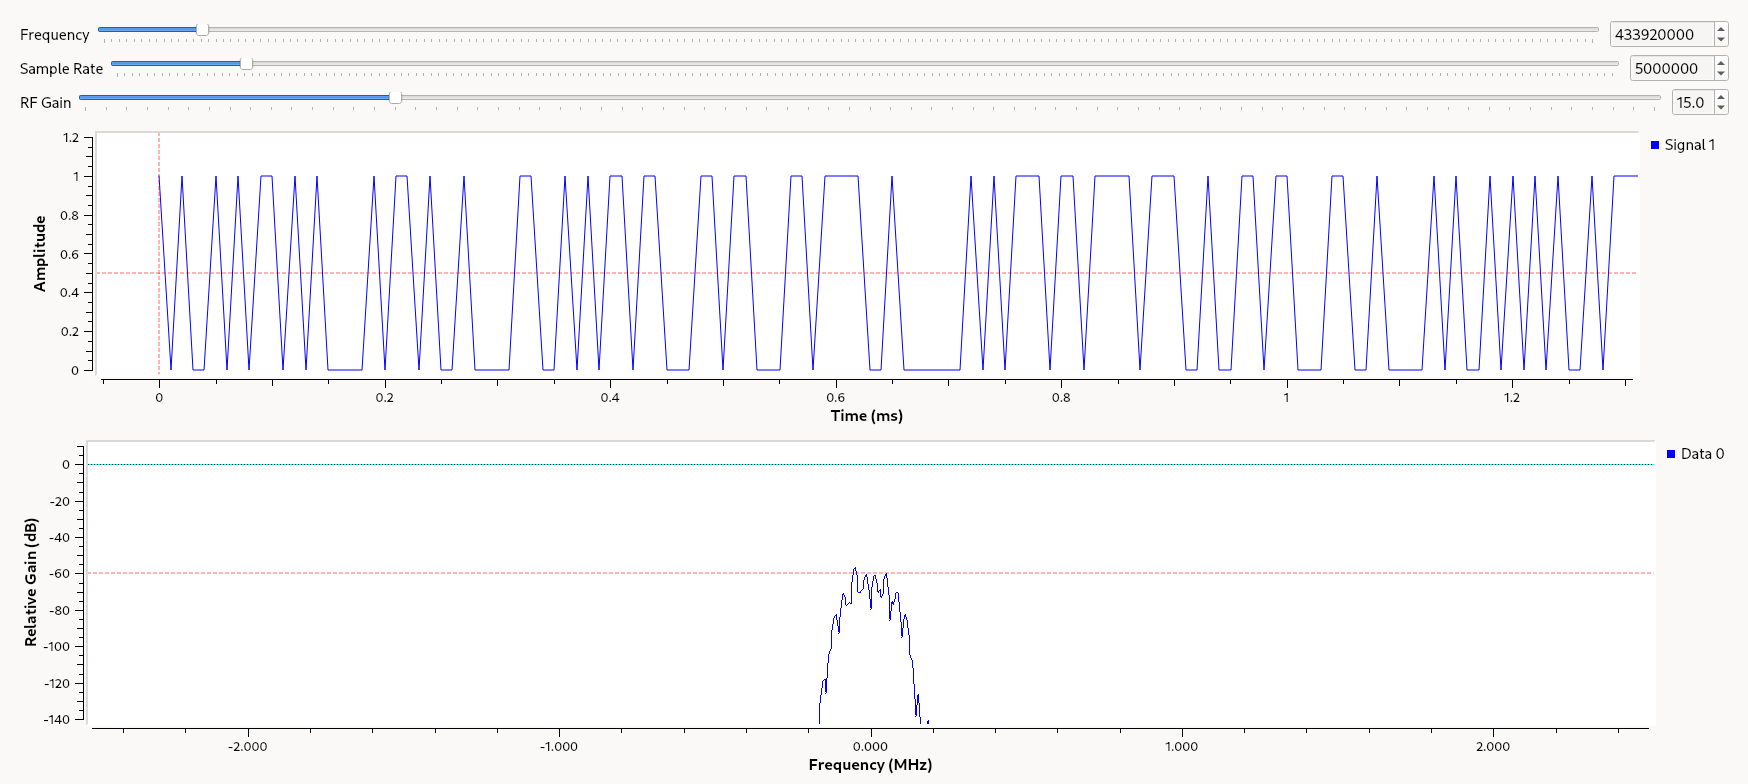 Frequency 433920000
Sample Rate 5000000
RF Gain 15.0
1.2
1
0.8
0.6
0.4
0.2
0
Amplitude
Signal 1
0 0.2 0.4 0.6 0.8 1 1.2
Time (ms)
0
-20
-40
-60
-80
-100
-120
-140
Relative Gain (dB)
Data 0
-2.000 -1.000 0.000 1.000 2.000
Frequency (MHz)